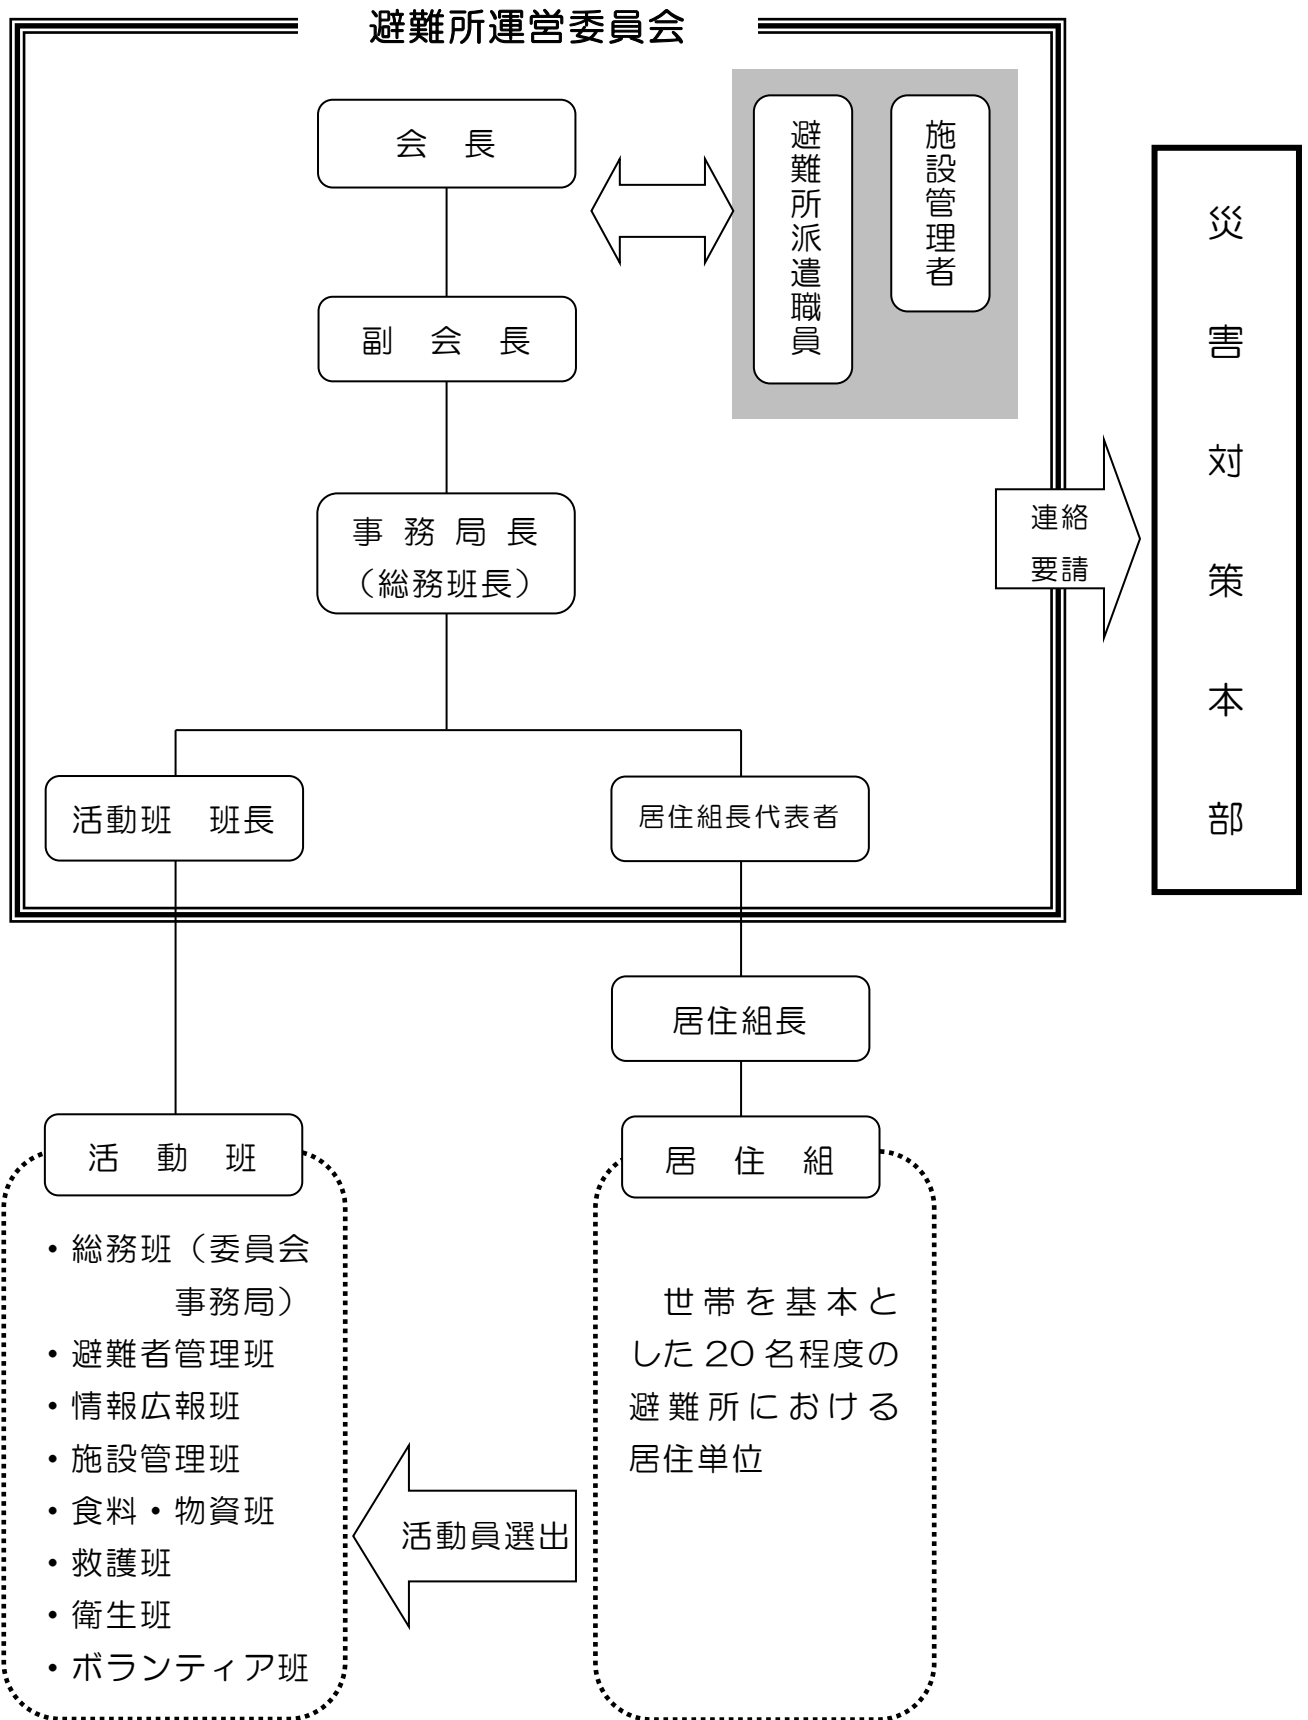 避難所運営委員会
会　長
避難所派遣職員
施設管理者
災害対策本部
副　会　長
事 務 局 長
（総務班長）
連絡
要請
活動班　班長
居住組長代表者
居住組長
活　動　班
・総務班（委員会
事務局）
・避難者管理班
・情報広報班
・施設管理班
・食料・物資班
・救護班
・衛生班
・ボランティア班
居　住　組
世帯を基本と
した 20 名程度の
避難所における
居住単位
活動員選出